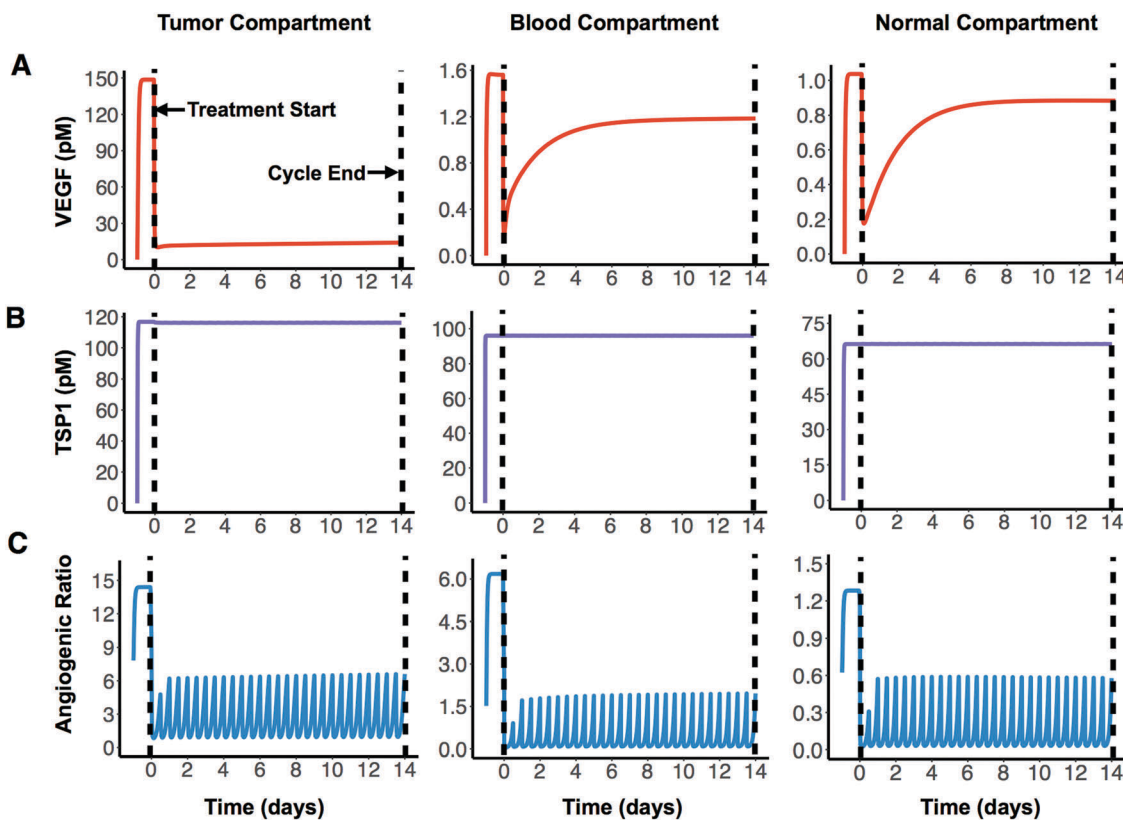 Tumor Compartment Blood Compartment Normal Compartment
A
VEGF (pM)
150
120
90
60
30
0
Treatment Start
Cycle End
0 2 4 6 8 10 12 14
1.6
1.2
0.8
0.4
0.0
0 2 4 6 8 10 12 14
1.0
0.8
0.6
0.4
0.2
0.0
0 2 4 6 8 10 12 14
B
TSP1 (pM)
120
100
80
60
40
20
0
0 2 4 6 8 10 12 14
100
80
60
40
20
0
0 2 4 6 8 10 12 14
75
60
45
30
15
0
0 2 4 6 8 10 12 14
C
Angiogenic Ratio
15
12
9
6
3
0
0 2 4 6 8 10 12 14
6.0
4.5
3.0
1.5
0.0
0 2 4 6 8 10 12 14
1.5
1.2
0.9
0.6
0.3
0.0
0 2 4 6 8 10 12 14
Time (days) Time (days) Time (days)